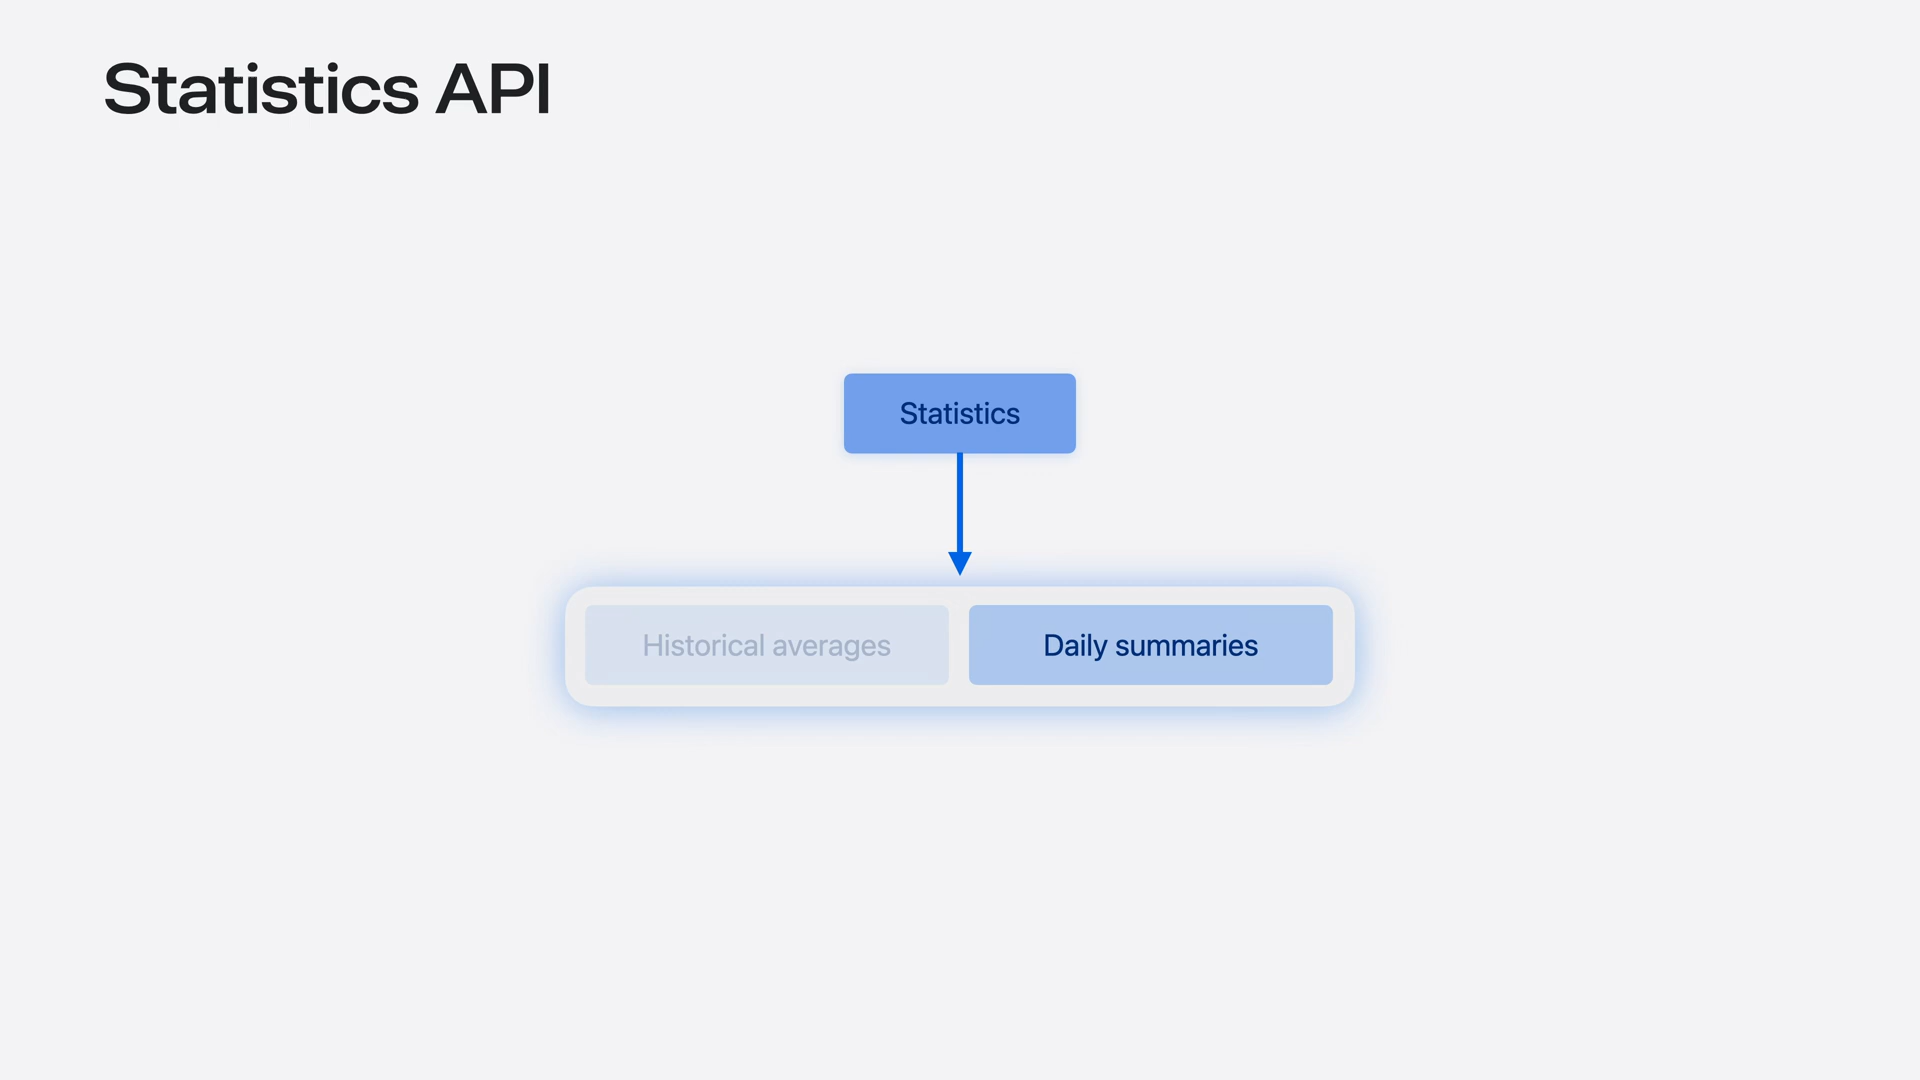 Statistics API
Statistics
Historical averages
Daily summaries